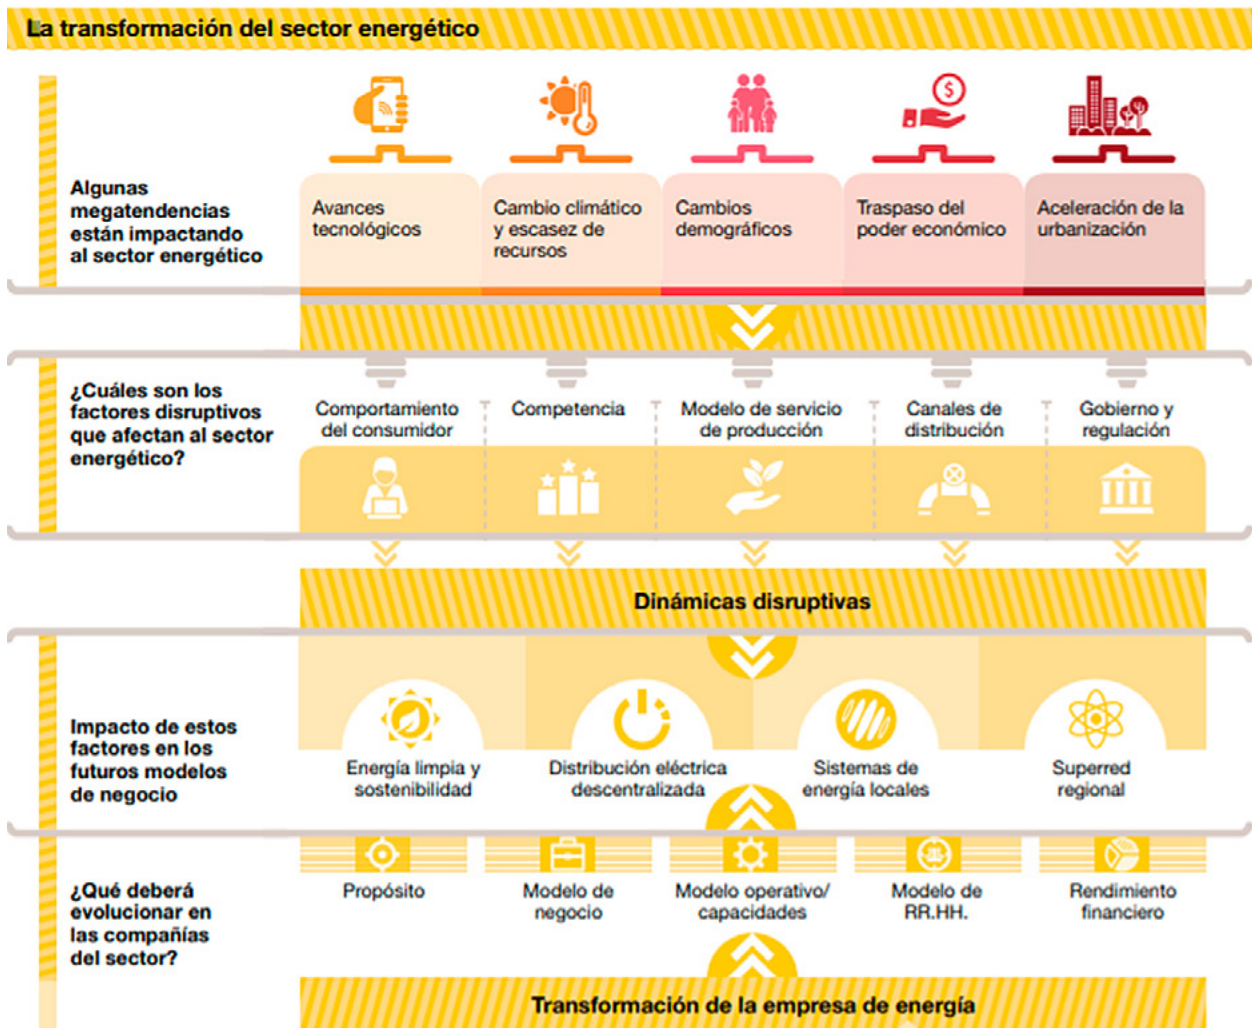 La transformación del sector energético
Algunas
megatendencias
están impactando
al sector energético
Avances
tecnológicos
Cambio climático
y escasez de
recursos
Cambios
demográficos
Traspaso del
poder económico
Aceleración de la
urbanización
¿Cuáles son los
factores disruptivos
que afectan al sector
energético?
Comportamiento
del consumidor
Competencia
Modelo de servicio
de producción
Canales de
distribución
Gobierno y
regulación
Dinámicas disruptivas
Impacto de estos
factores en los
futuros modelos
de negocio
Energía limpia y
sostenibilidad
Distribución eléctrica
descentralizada
Sistemas de
energía locales
Superred
regional
¿Qué deberá
evolucionar en
las compañías
del sector?
Propósito
Modelo de
negocio
Modelo operativo/
capacidades
Modelo de
RR.HH.
Rendimiento
financiero
Transformación de la empresa de energía